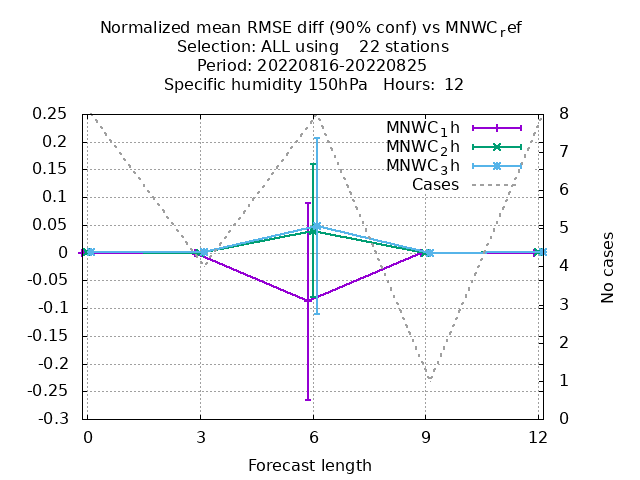 Normalized mean RMSE diff (90% conf) vs MNWC_ref
Selection: ALL using    22 stations
Period: 20220816-20220825
Specific humidity 150hPa   Hours: 12
MNWC_1h
MNWC_2h
MNWC_3h
Cases
0.25
0.2
0.15
0.1
0.05
0
-0.05
-0.1
-0.15
-0.2
-0.25
-0.3
8
7
6
5
4
3
2
1
0
No cases
0 3 6 9 12
Forecast length